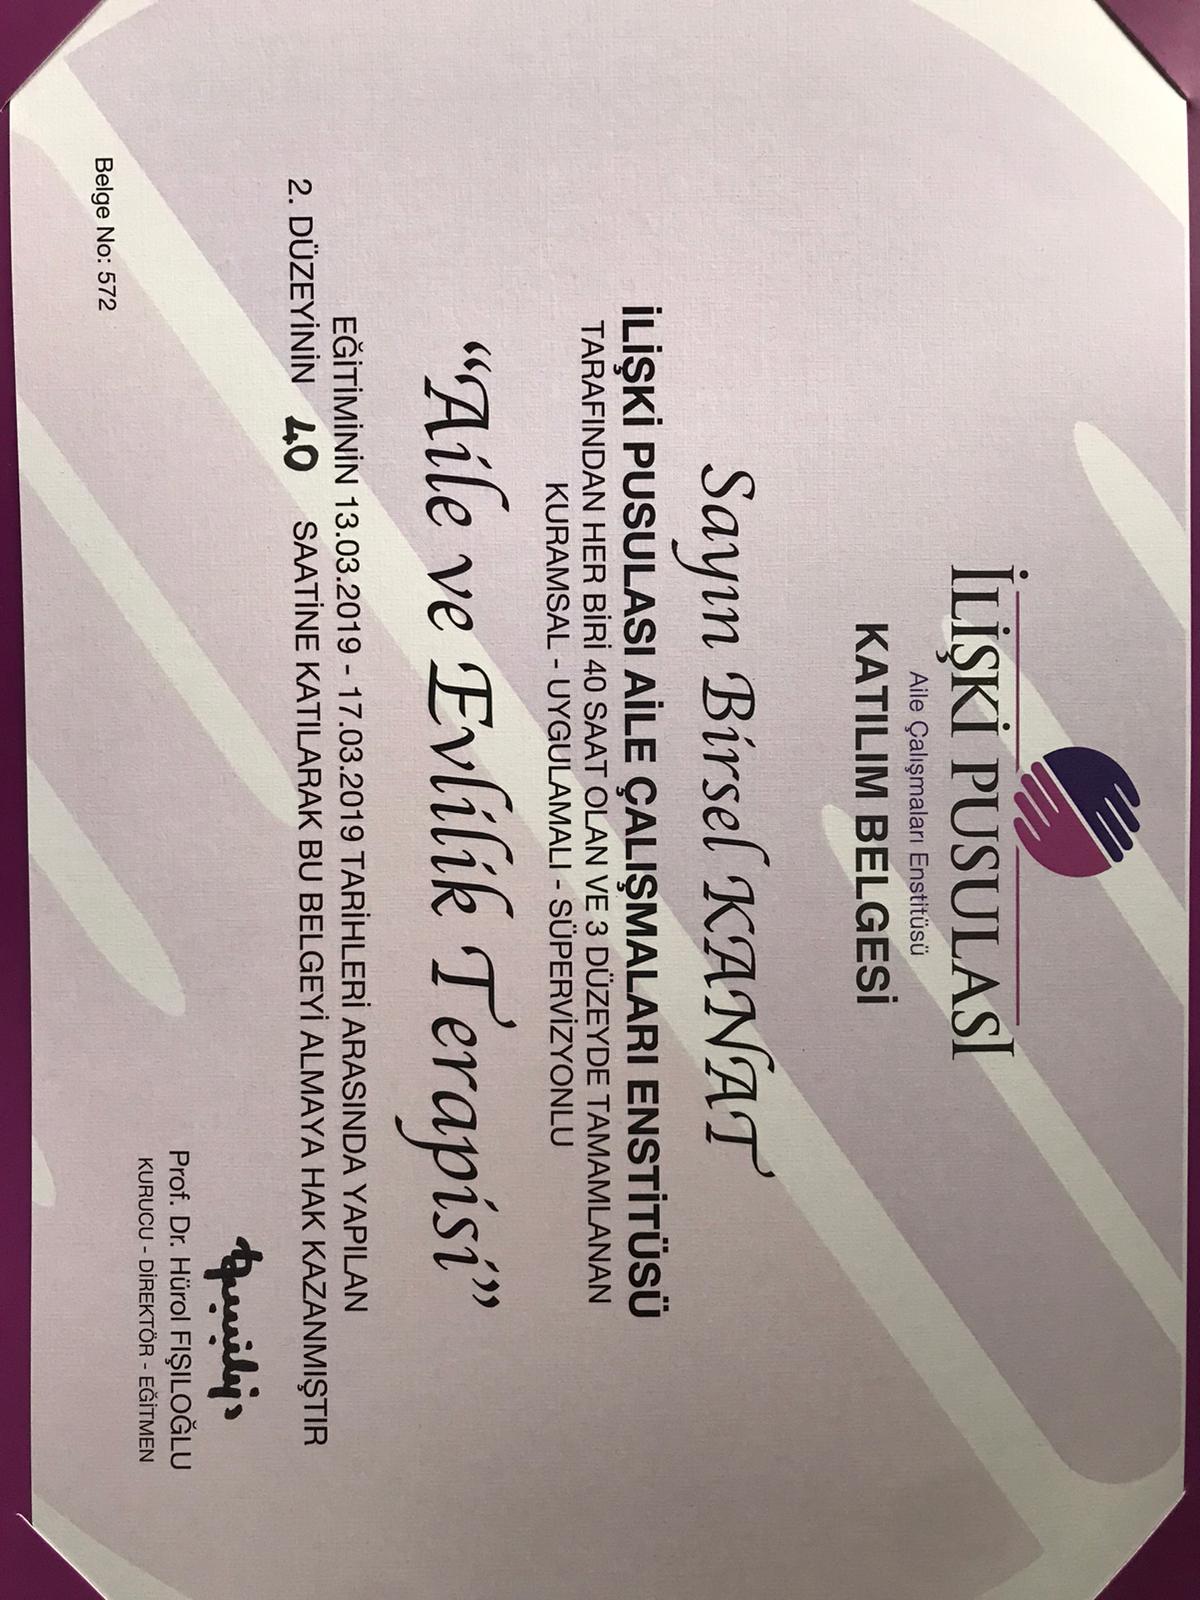 İLİŞKİ PUSULASI
Aile Çalışmaları Enstitüsü
KATILIM BELGESİ
Sayın Birsel KANAT
İLİŞKİ PUSULASI AİLE ÇALIŞMALARI ENSTİTÜSÜ
TARAFINDAN HER BİRİ 40 SAAT OLAN VE 3 DÜZEYDE TAMAMLANAN
KURAMSAL - UYGULAMALI - SÜPERVİZYONLU
“Aile ve Evlilik Terapisi”
EĞİTİMİNİN 13.03.2019 - 17.03.2019 TARİHLERİ ARASINDA YAPILAN
2. DÜZEYİNİN 40 SAATİNE KATILARAK BU BELGEYİ ALMAYA HAK KAZANMIŞTIR
Prof. Dr. Hürol FIŞILOĞLU
KURUCU - DİREKTÖR - EĞİTMEN
Belge No: 572